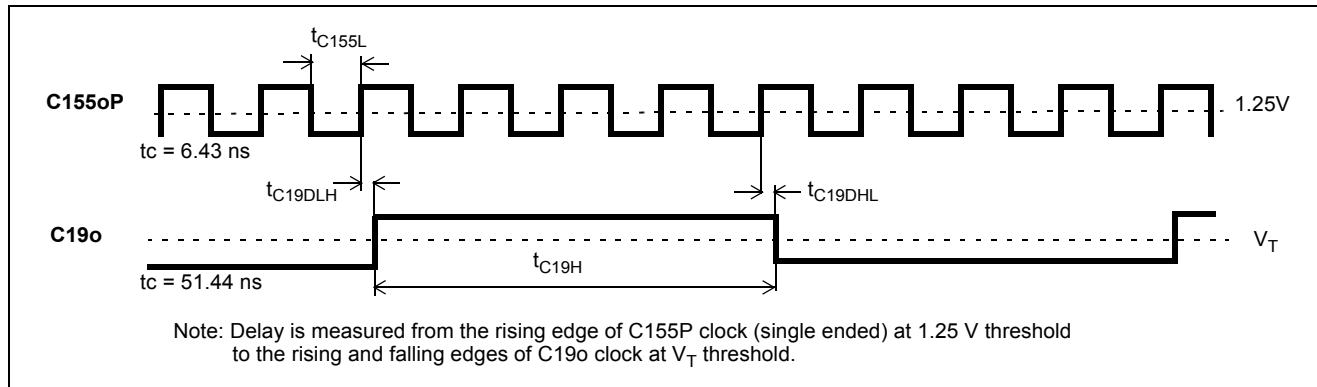 tC155L
C155oP
1.25V
tc = 6.43 ns
tC19DLH
tC19DHL
C19o
VT
tC19H
tc = 51.44 ns
Note: Delay is measured from the rising edge of C155P clock (single ended) at 1.25 V threshold
to the rising and falling edges of C19o clock at VT threshold.